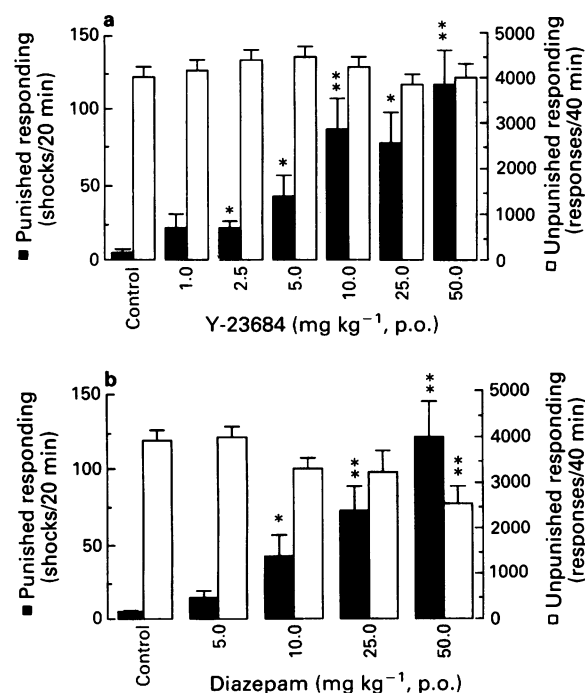 a
■ Punished responding
(shocks/20 min)
150
100
50
0
** 
** 
* 
* 
*
5000
4000
3000
2000
1000
0
□ Unpunished responding
(responses/40 min)
Control
1.0
2.5
5.0
10.0
25.0
50.0
Y-23684 (mg kg⁻¹, p.o.)
b
■ Punished responding
(shocks/20 min)
150
100
50
0
*
**
**
**
5000
4000
3000
2000
1000
0
□ Unpunished responding
(responses/40 min)
Control
5.0
10.0
25.0
50.0
Diazepam (mg kg⁻¹, p.o.)